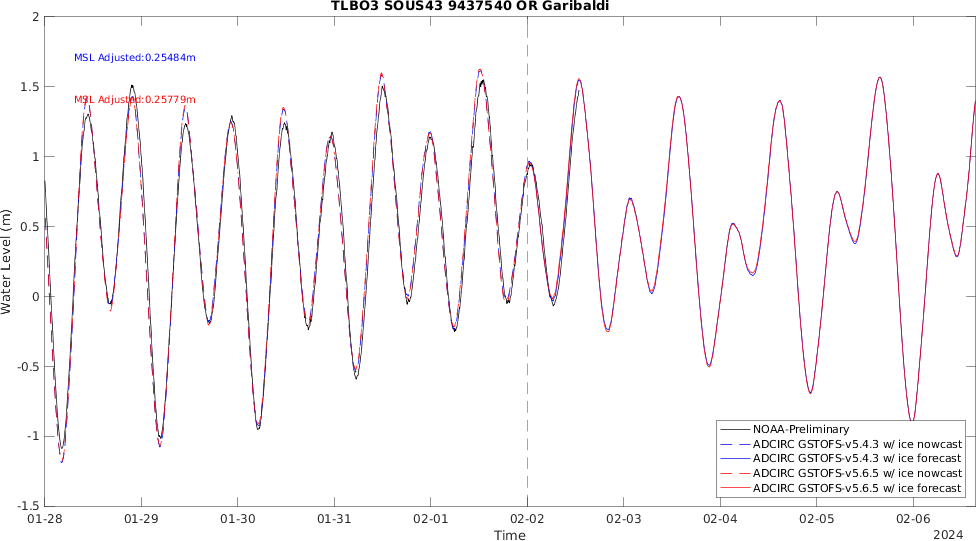 TLBO3 SOUS43 9437540 OR Garibaldi
MSL Adjusted:0.25484m
MSL Adjusted:0.25779m
Water Level (m)
2
1.5
1
0.5
0
-0.5
-1
-1.5
NOAA-Preliminary
ADCIRC GSTOFS-v5.4.3 w/ ice nowcast
ADCIRC GSTOFS-v5.4.3 w/ ice forecast
ADCIRC GSTOFS-v5.6.5 w/ ice nowcast
ADCIRC GSTOFS-v5.6.5 w/ ice forecast
01-28 01-29 01-30 01-31 02-01 02-02 02-03 02-04 02-05 02-06
Time
2024